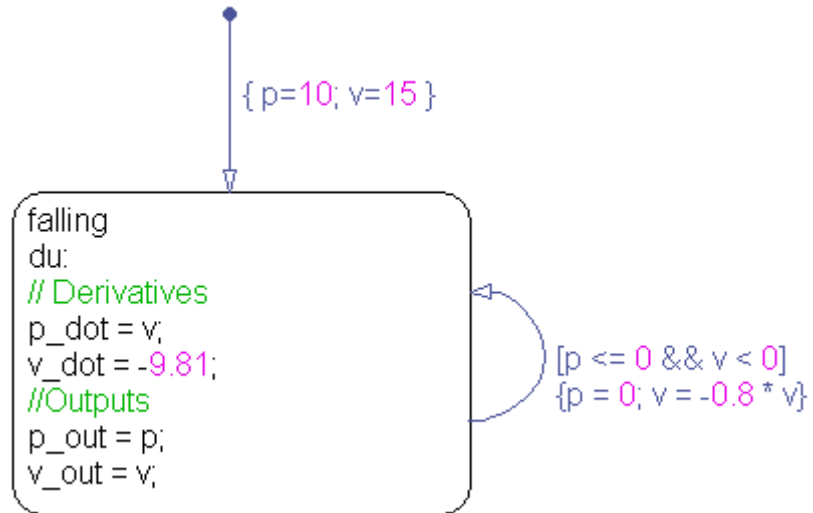 { p=10; v=15 }
falling
du:
// Derivatives
p_dot = v;
v_dot = -9.81;
//Outputs
p_out = p;
v_out = v;
[p <= 0 && v < 0]
{p = 0; v = -0.8 * v}